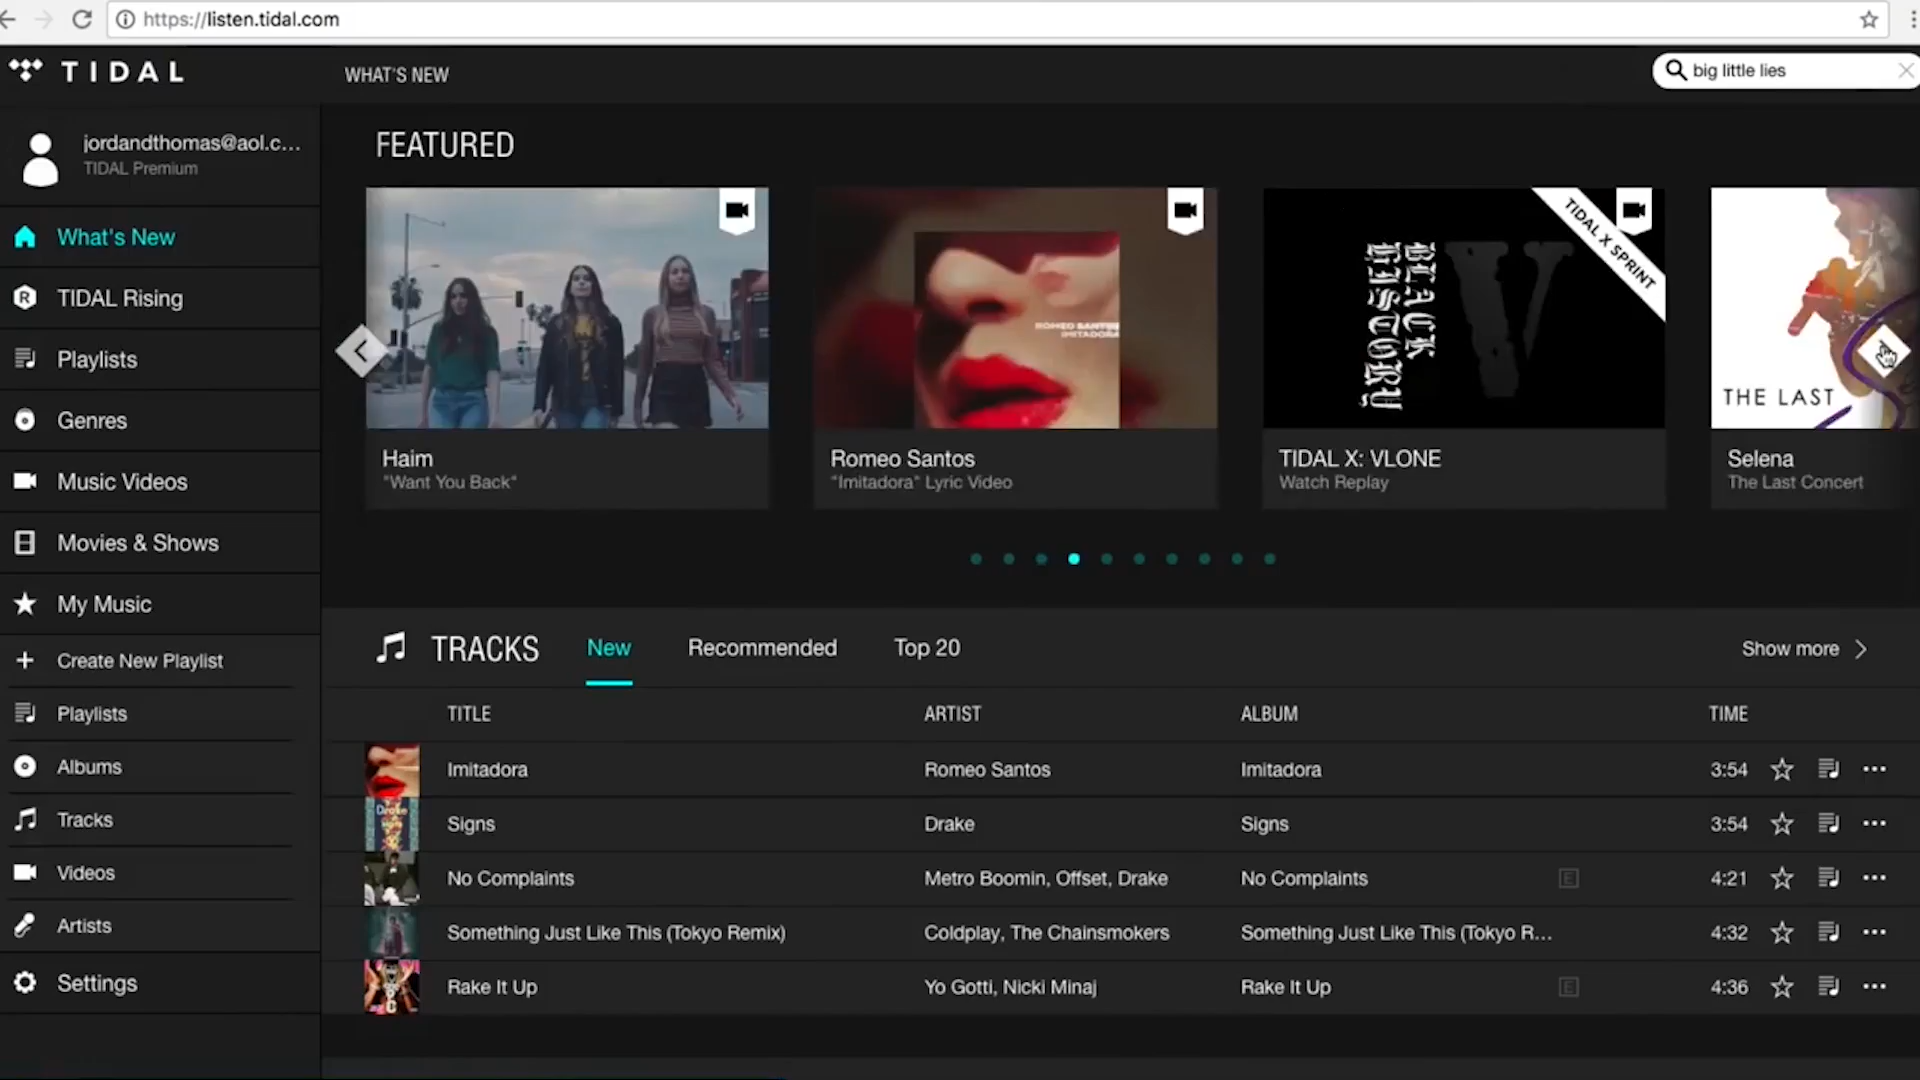 https://listen.tidal.com
TIDAL
WHAT'S NEW
big little lies
jordandthomas@aol.c...
TIDAL Premium
What's New
TIDAL Rising
Playlists
Genres
Music Videos
Movies & Shows
My Music
Create New Playlist
Playlists
Albums
Tracks
Videos
Artists
Settings
FEATURED
Haim
"Want You Back"
ROMEO SANTOS
IMITADORA
Romeo Santos
"Imitadora" Lyric Video
BLACK
HISTORY
V
TIDAL X SPRINT
TIDAL X: VLONE
Watch Replay
THE LAST
Selena
The Last Concert
TRACKS New Recommended Top 20 Show more
TITLE ARTIST ALBUM TIME
Imitadora Romeo Santos Imitadora 3:54
Drake
Signs Drake Signs 3:54
No Complaints Metro Boomin, Offset, Drake No Complaints E 4:21
Something Just Like This (Tokyo Remix) Coldplay, The Chainsmokers Something Just Like This (Tokyo R... 4:32
Rake It Up Yo Gotti, Nicki Minaj Rake It Up E 4:36